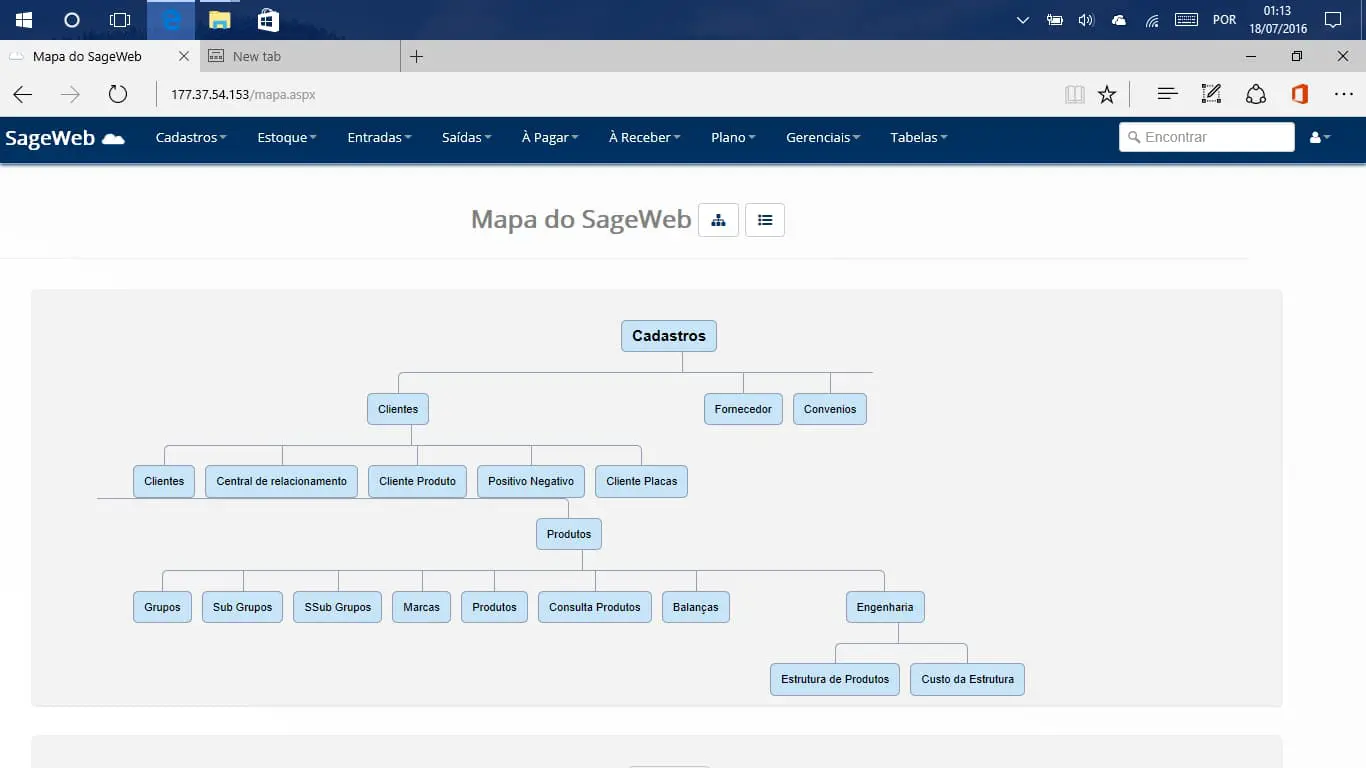 POR
01:13
18/07/2016
Mapa do SageWeb
New tab
177.37.54.153/mapa.aspx
SageWeb
Cadastros
Estoque
Entradas
Saídas
À Pagar
À Receber
Plano
Gerenciais
Tabelas
Encontrar
Mapa do SageWeb
Cadastros
Clientes
Fornecedor
Convenios
Clientes
Central de relacionamento
Cliente Produto
Positivo Negativo
Cliente Placas
Produtos
Grupos
Sub Grupos
SSub Grupos
Marcas
Produtos
Consulta Produtos
Balanças
Engenharia
Estrutura de Produtos
Custo da Estrutura